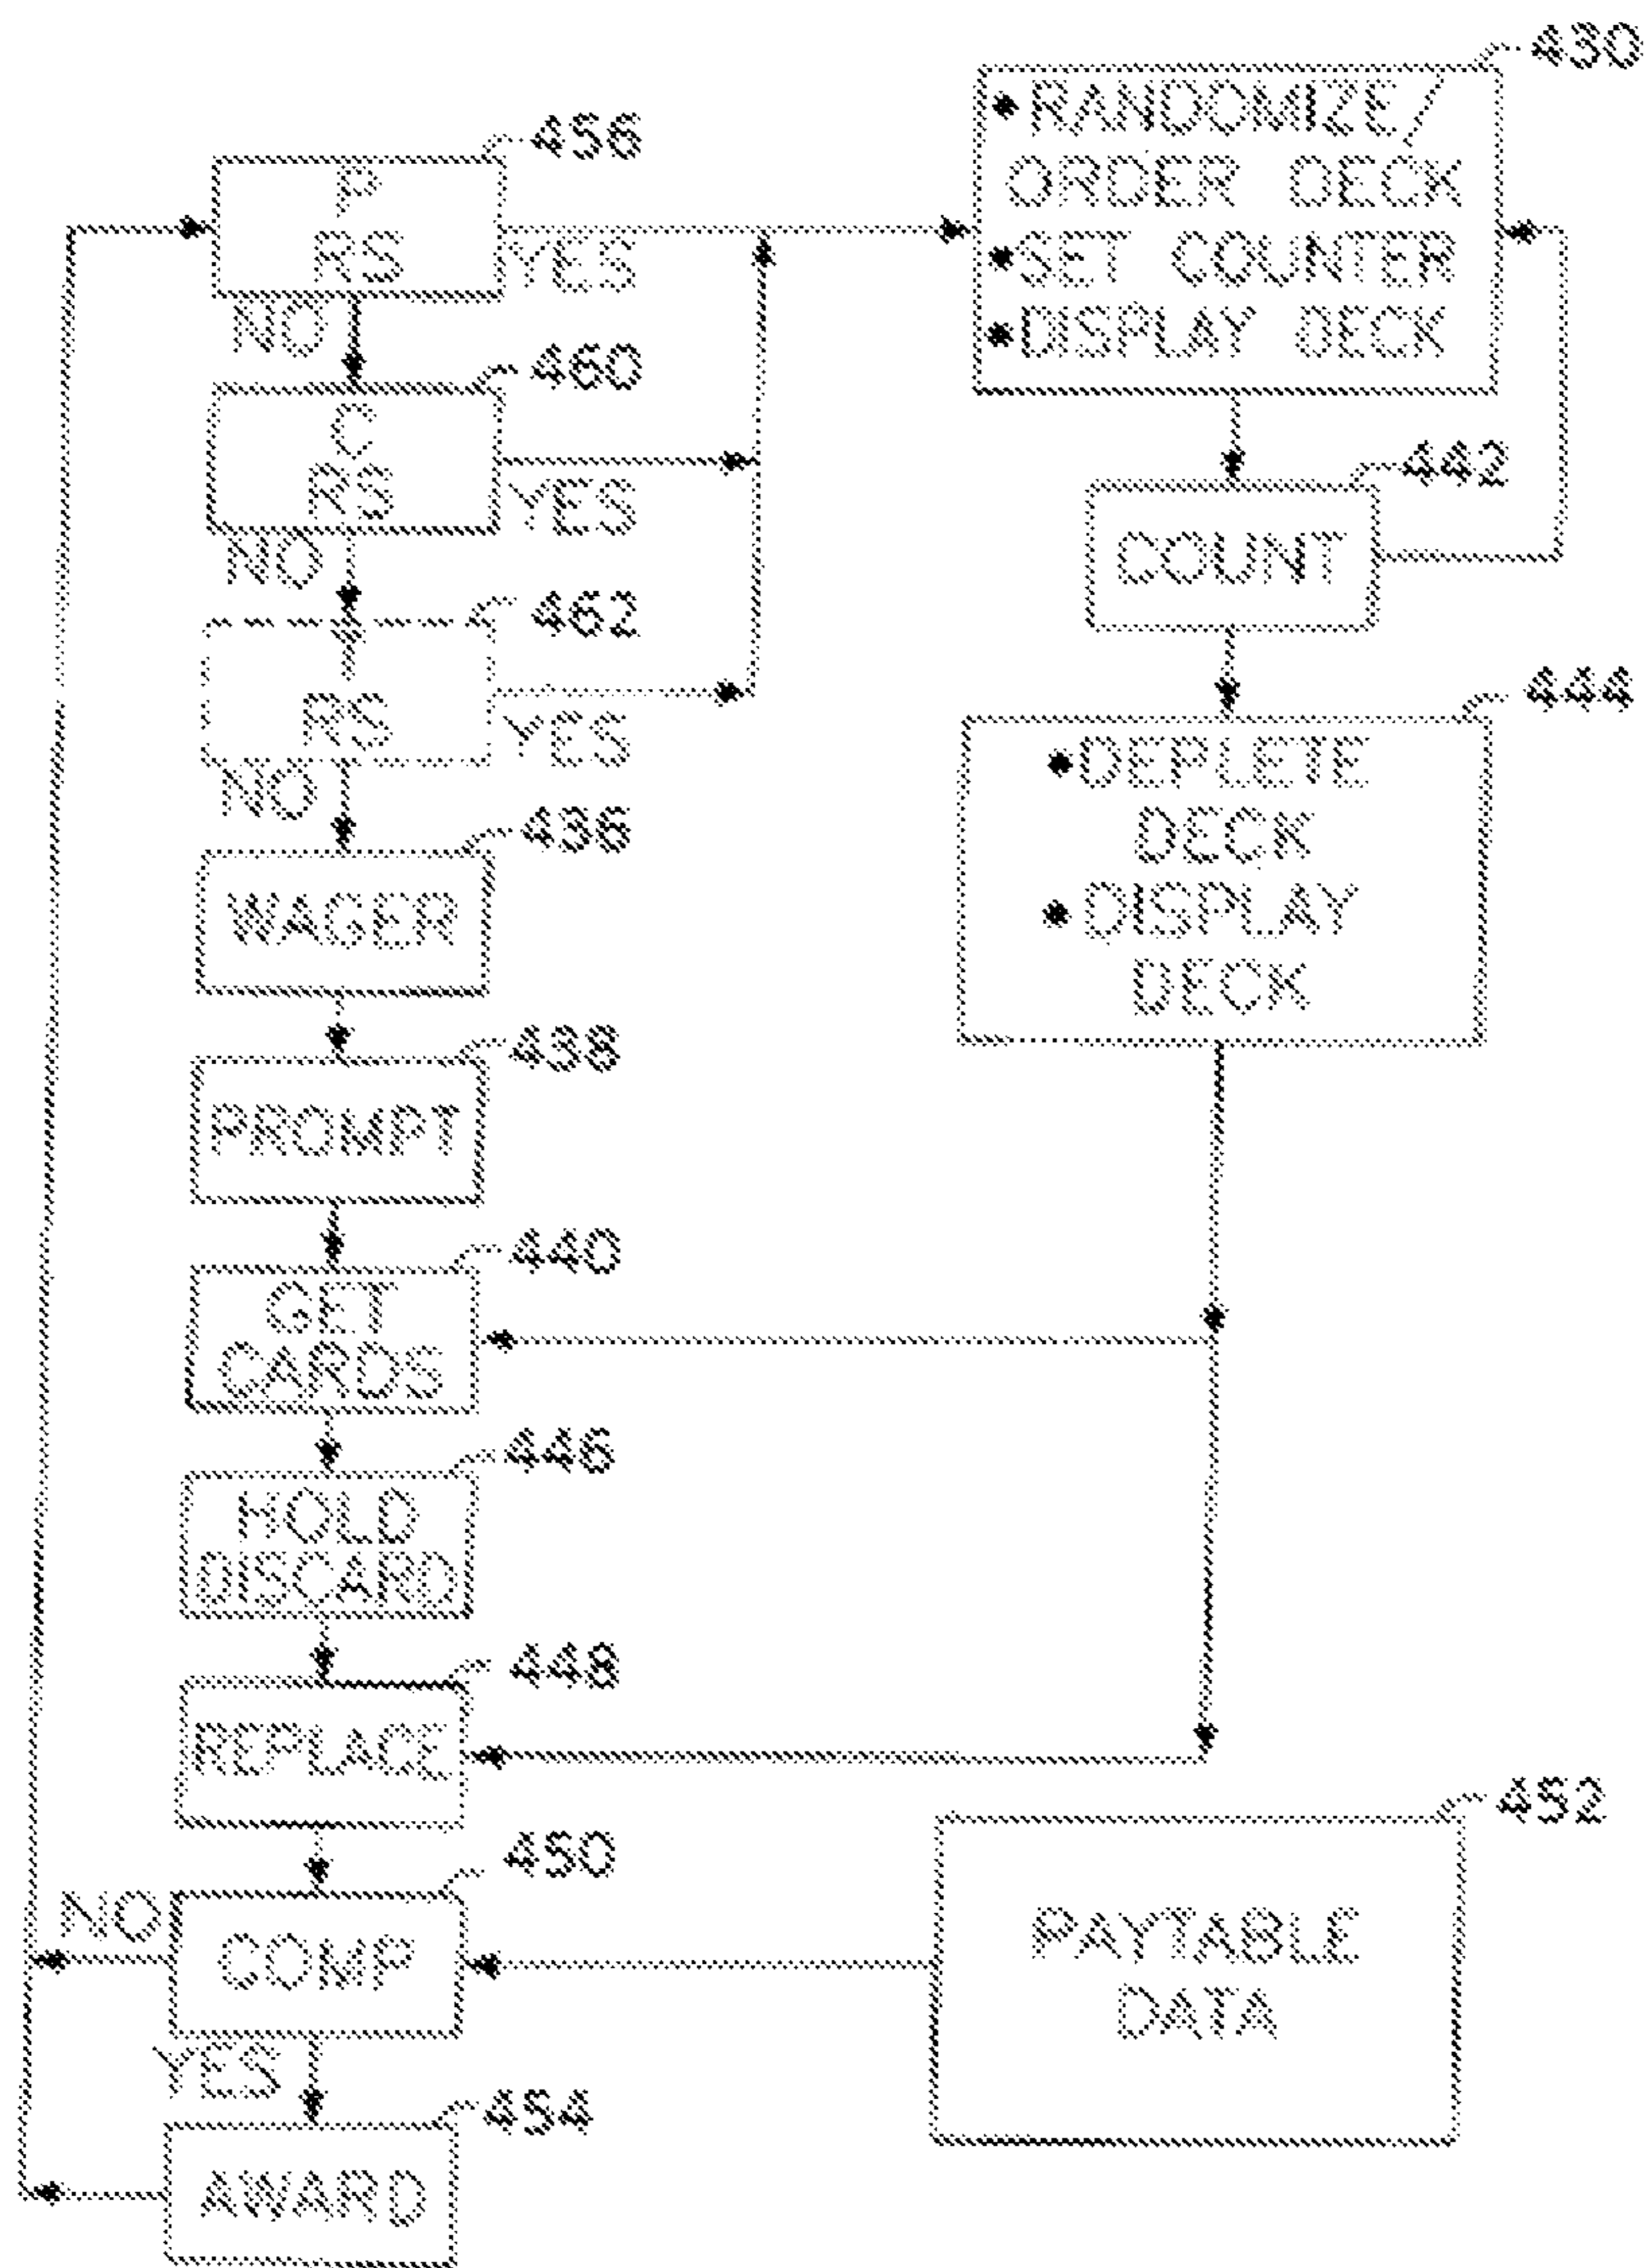 430
• RANDOMIZE/
ORDER DECK
• SET COUNTER
• DISPLAY DECK
456
P
RS
YES
NO
460
C
RS
YES
NO
442
COUNT
462
T
RS
YES
NO
444
• DEPLETE
DECK
• DISPLAY
DECK
436
WAGER
438
PROMPT
440
GET
CARDS
446
HOLD
DISCARD
448
REPLACE
450
NO
COMP
YES
452
PAYTABLE
DATA
454
AWARD